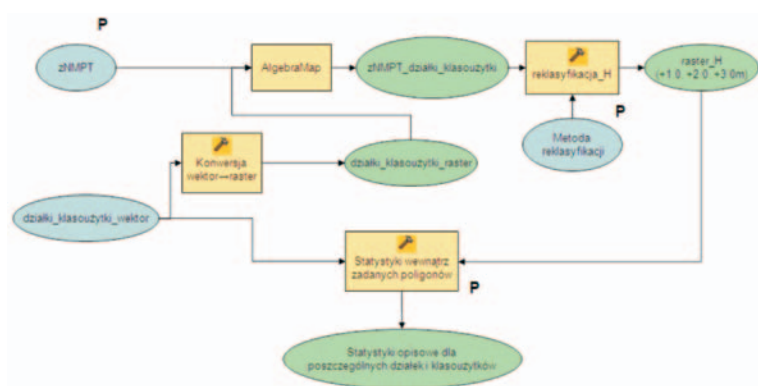 P
zNMPT
AlgebraMap
zNMPT_działki_klasoużytki
reklasyfikacja_H
raster_H
(+1.0. +2.0. +3.0m)
P
Metoda
reklasyfikacji
Konwersja
wektor→raster
działki_klasoużytki_raster
działki_klasoużytki_wektor
Statystyki wewnątrz
zadanych poligonów
P
Statystyki opisowe dla
poszczególnych działek i klasoużytków